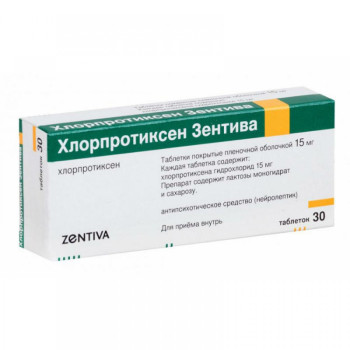 Хлорпротиксен Зентива
хлорпротиксен
Таблетки покрытые пленочной оболочкой 15 мг
Каждая таблетка содержит:
хлорпротиксена гидрохлорид 15 мг
Препарат содержит лактозы моногидрат
и сахарозу.
антипсихотическое средство (нейролептик)
Для приёма внутрь
таблеток 30
ZENTIVA
таблеток 30